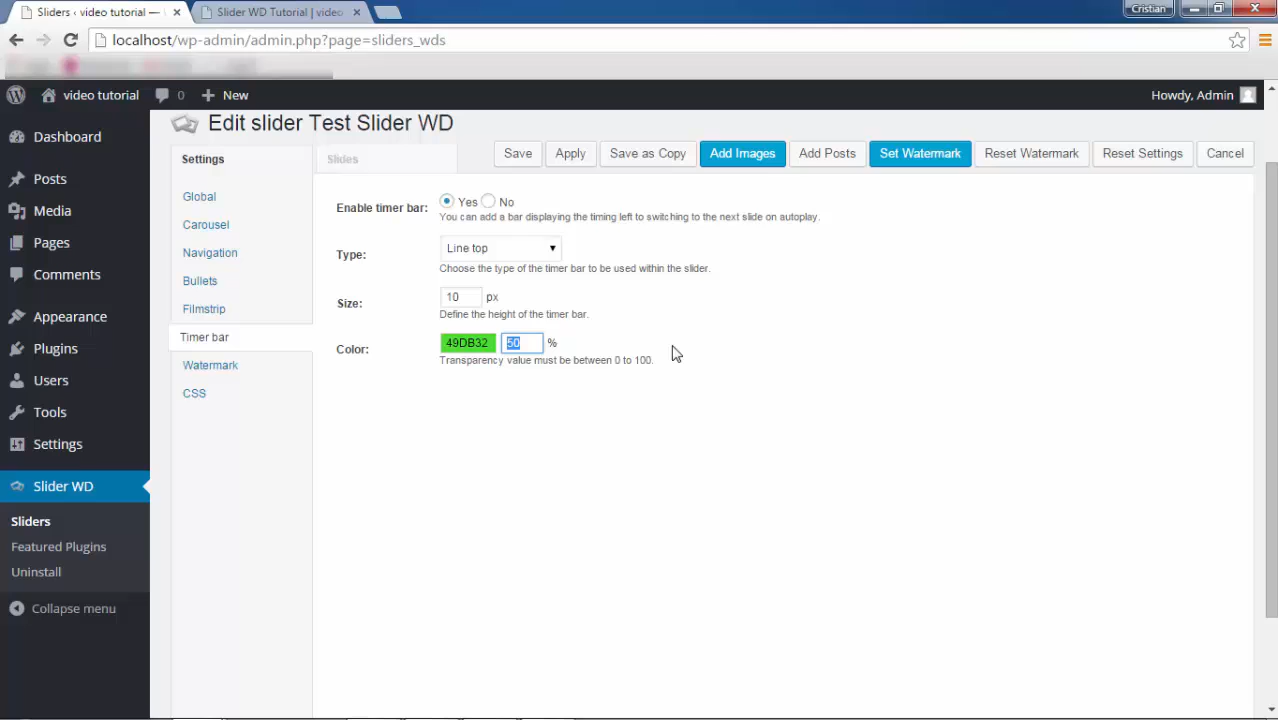 Sliders ‹ video tutorial —
Slider WD Tutorial | video
Cristian
localhost/wp-admin/admin.php?page=sliders_wds
video tutorial
0
New
Howdy, Admin
Dashboard
Posts
Media
Pages
Comments
Appearance
Plugins
Users
Tools
Settings
Slider WD
Sliders
Featured Plugins
Uninstall
Collapse menu
Edit slider Test Slider WD
Settings
Slides
Save
Apply
Save as Copy
Add Images
Add Posts
Set Watermark
Reset Watermark
Reset Settings
Cancel
Global
Carousel
Navigation
Bullets
Filmstrip
Timer bar
Watermark
CSS
Enable timer bar: Yes No
You can add a bar displaying the timing left to switching to the next slide on autoplay.
Type: Line top
Choose the type of the timer bar to be used within the slider.
Size: 10 px
Define the height of the timer bar.
Color: 49DB32 50 %
Transparency value must be between 0 to 100.